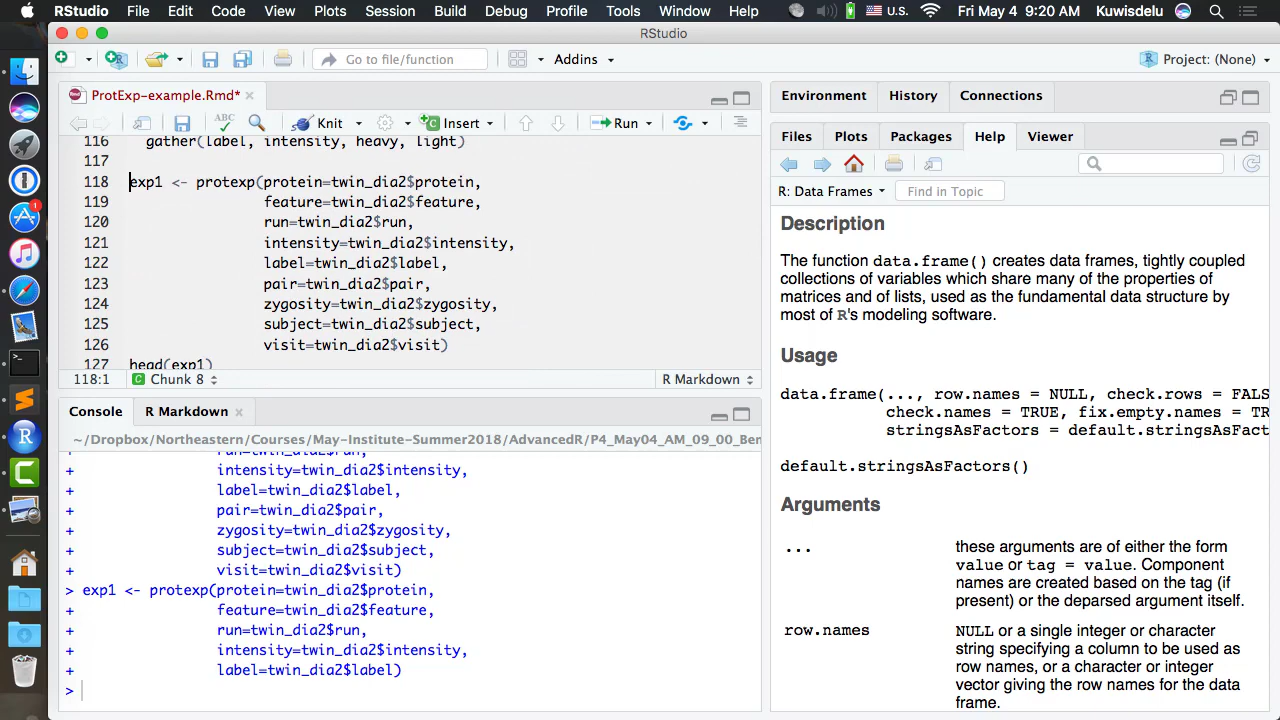 RStudio File Edit Code View Plots Session Build Debug Profile Tools Window Help U.S. Fri May 4 9:20 AM Kuwisdelu
RStudio
Go to file/function Addins Project: (None)
ProtExp-example.Rmd*
ABC Knit Insert Run
116 gather(label, intensity, heavy, light)
117
118 exp1 <- protexp(protein=twin_dia2$protein,
119 feature=twin_dia2$feature,
120 run=twin_dia2$run,
121 intensity=twin_dia2$intensity,
122 label=twin_dia2$label,
123 pair=twin_dia2$pair,
124 zygosity=twin_dia2$zygosity,
125 subject=twin_dia2$subject,
126 visit=twin_dia2$visit)
127 head(exp1)
118:1 C Chunk 8 R Markdown
Console R Markdown
~/Dropbox/Northeastern/Courses/May-Institute-Summer2018/AdvancedR/P4_May04_AM_09_00_Ben
run=twin_dia2$run,
+ intensity=twin_dia2$intensity,
+ label=twin_dia2$label,
+ pair=twin_dia2$pair,
+ zygosity=twin_dia2$zygosity,
+ subject=twin_dia2$subject,
+ visit=twin_dia2$visit)
> exp1 <- protexp(protein=twin_dia2$protein,
+ feature=twin_dia2$feature,
+ run=twin_dia2$run,
+ intensity=twin_dia2$intensity,
+ label=twin_dia2$label)
>
Environment History Connections
Files Plots Packages Help Viewer
R: Data Frames Find in Topic
Description
The function data.frame() creates data frames, tightly coupled
collections of variables which share many of the properties of
matrices and of lists, used as the fundamental data structure by
most of R's modeling software.
Usage
data.frame(..., row.names = NULL, check.rows = FALS
check.names = TRUE, fix.empty.names = TR
stringsAsFactors = default.stringsAsFact
default.stringsAsFactors()
Arguments
... these arguments are of either the form
value or tag = value. Component
names are created based on the tag (if
present) or the deparsed argument itself.
row.names NULL or a single integer or character
string specifying a column to be used as
row names, or a character or integer
vector giving the row names for the data
frame.
1
R